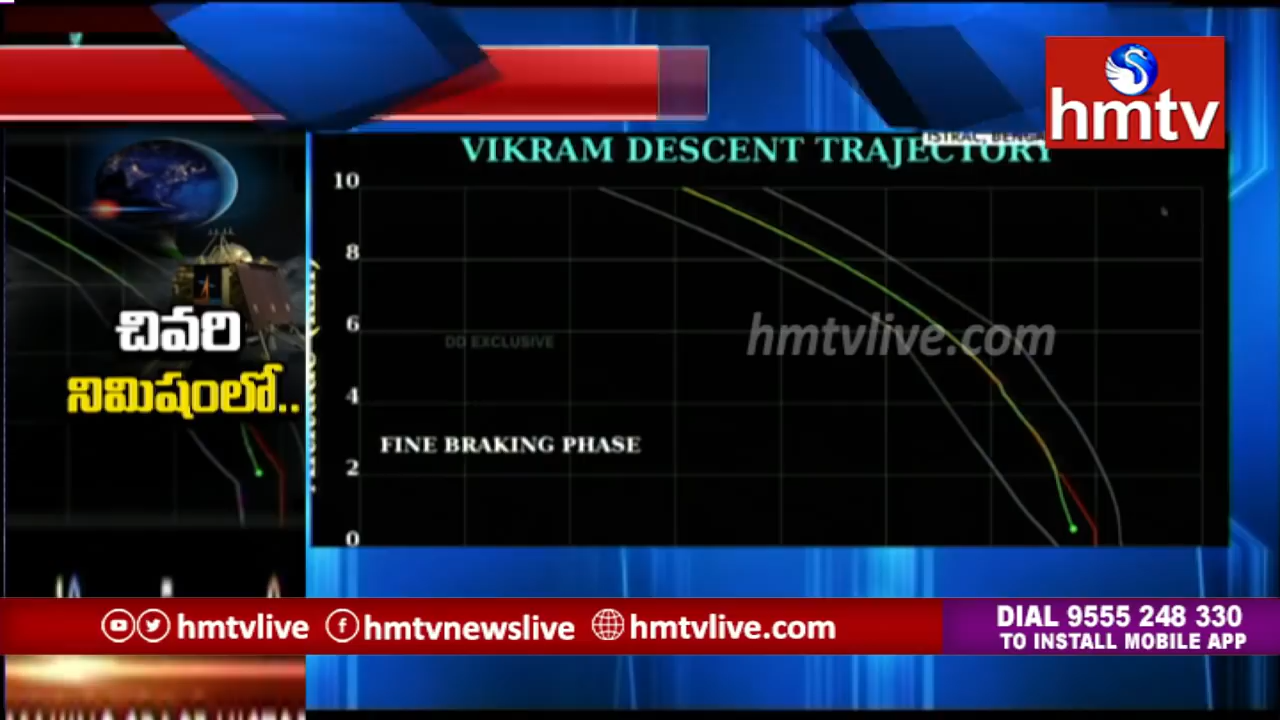 hmtv
VIKRAM DESCENT TRAJECTORY
10
8
6
4
2
0
DD EXCLUSIVE
hmtvlive.com
FINE BRAKING PHASE
చివరి
నిమిషంలో..
hmtvlive
hmtvnewslive
hmtvlive.com
DIAL 9555 248 330
TO INSTALL MOBILE APP